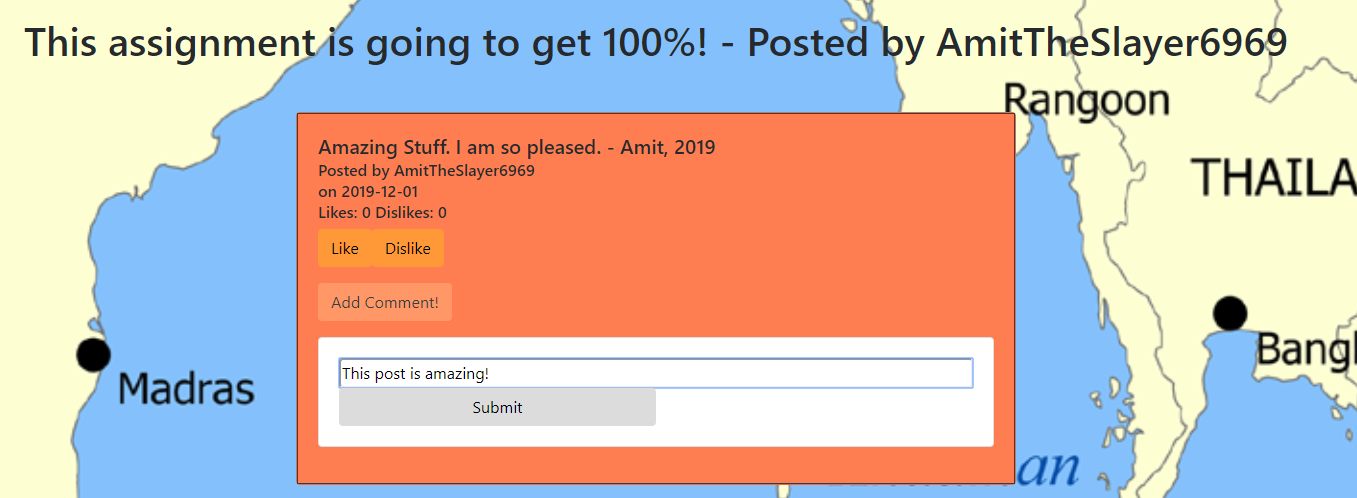 This assignment is going to get 100%! - Posted by AmitTheSlayer6969
Rangoon
Amazing Stuff. I am so pleased. - Amit, 2019
THAILA
Posted by AmitTheSlayer6969
on 2019-12-01
Likes: 0 Dislikes: 0
Like Dislike
Add Comment!
Bangl
This post is amazing!
Madras
Submit
an